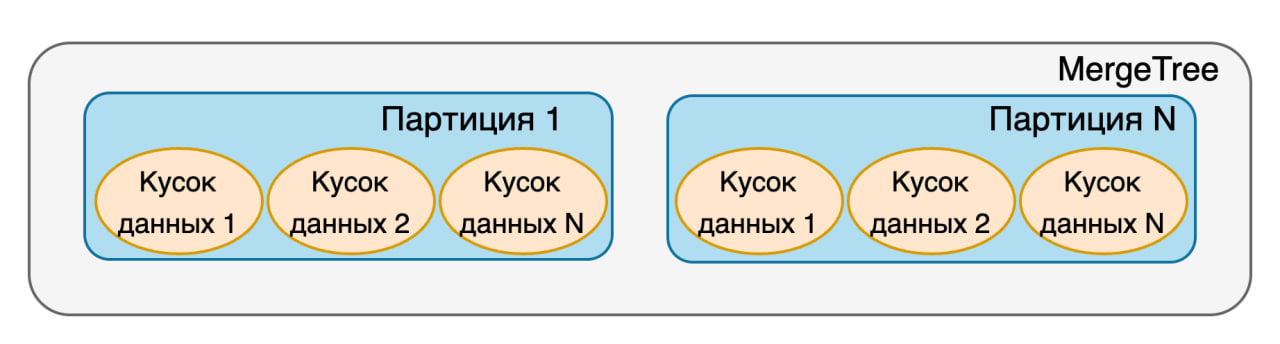 MergeTree
Партиция 1
Кусок
данных 1
Кусок
данных 2
Кусок
данных N
Партиция N
Кусок
данных 1
Кусок
данных 2
Кусок
данных N